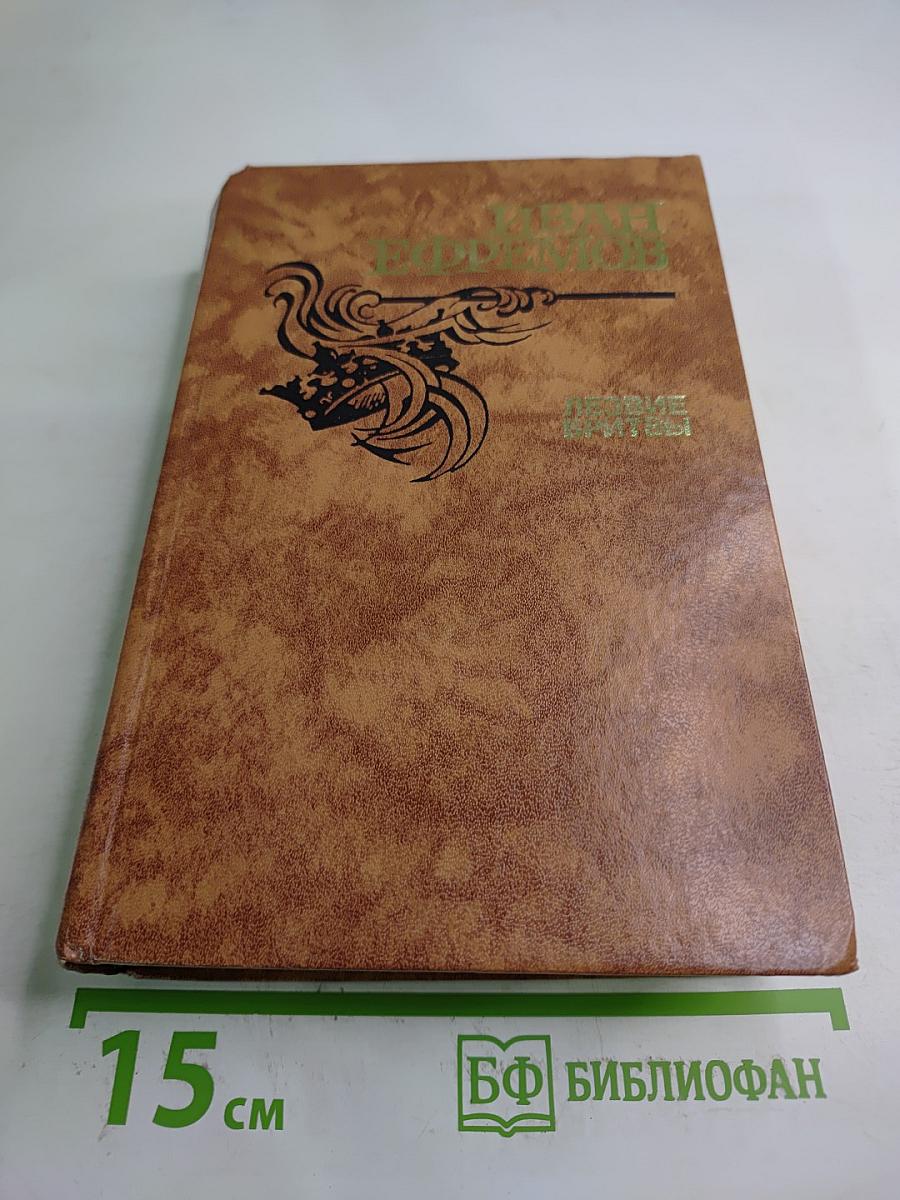 ИВАН
ЕФРЕМОВ
ЛЕЗВИЕ
БРИТВЫ
15 см
БФ БИБЛИОФАН